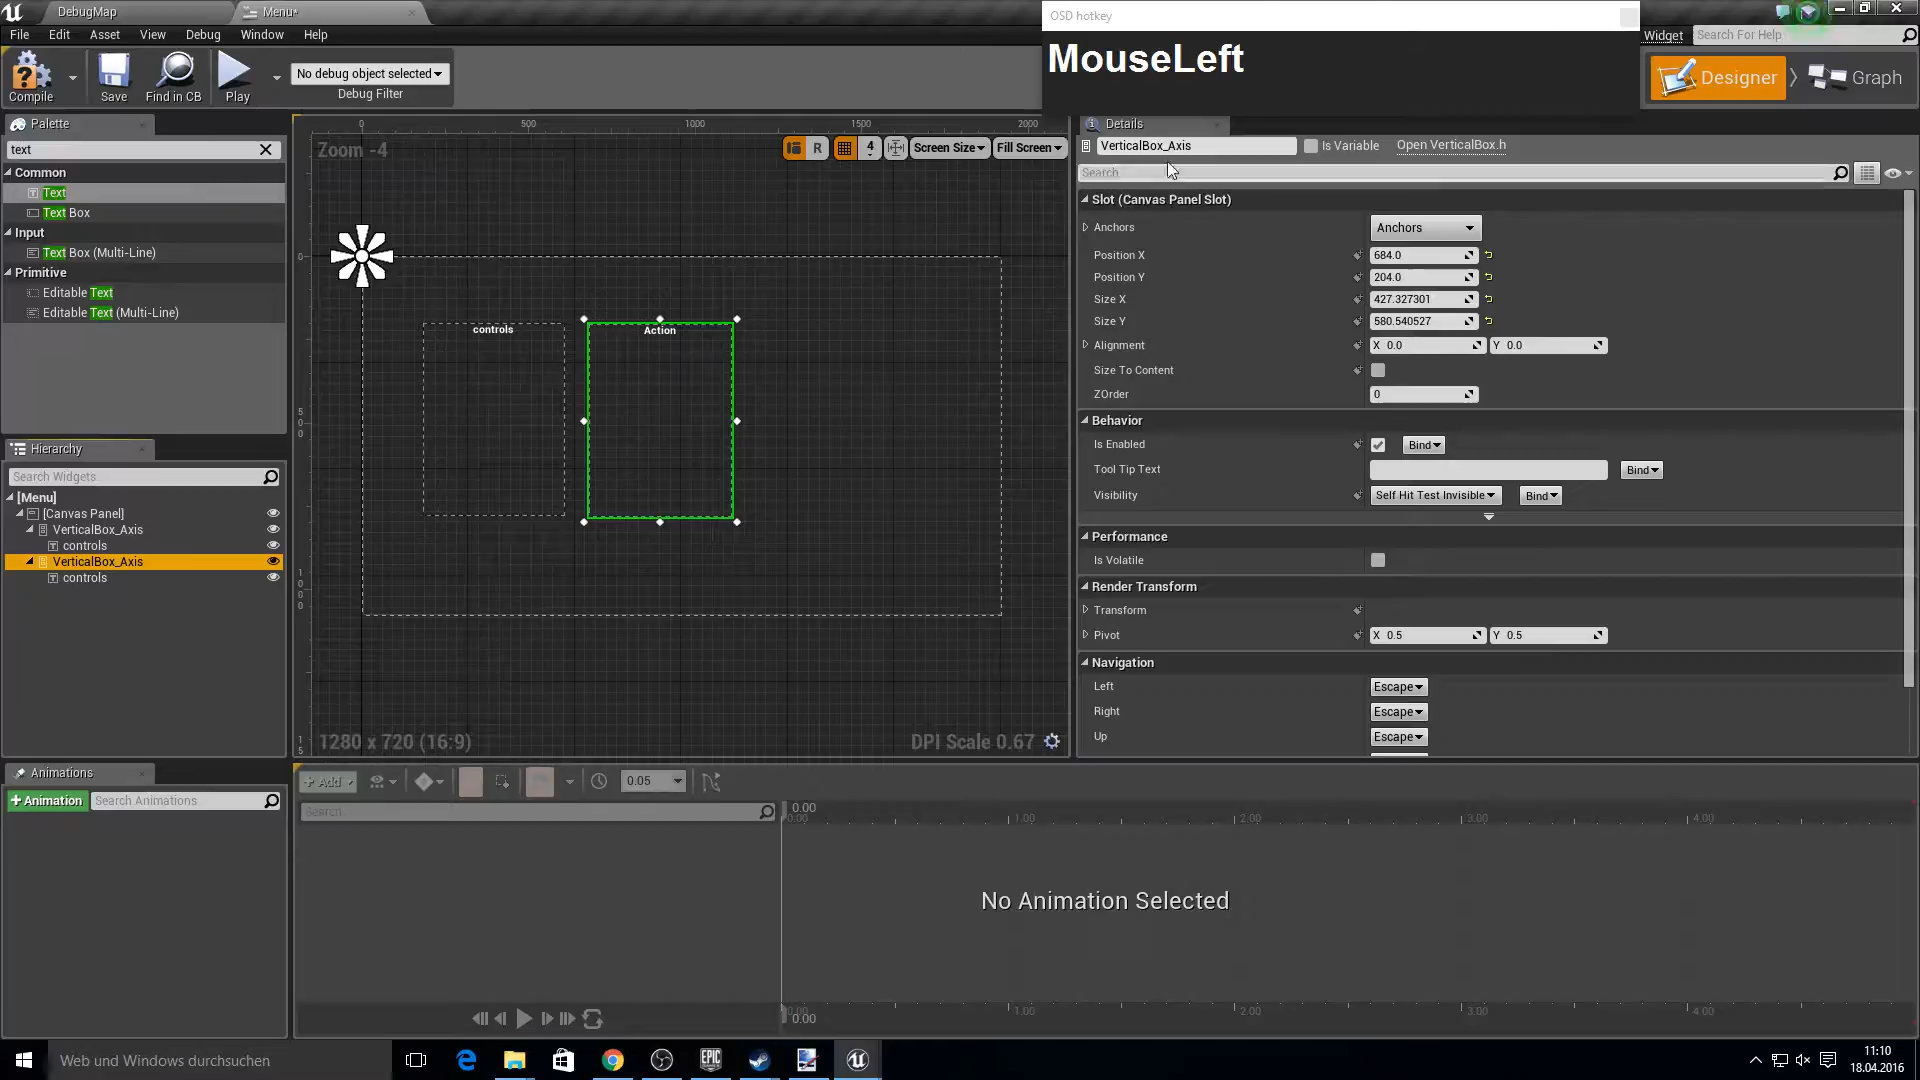 DebugMap
Menu*
OSD hotkey
MouseLeft
File Edit Asset View Debug Window Help
Widget
Search For Help
Compile
Save
Find in CB
Play
No debug object selected
Debug Filter
Designer
Graph
Palette
text
Common
Text
Text Box
Input
Text Box (Multi-Line)
Primitive
Editable Text
Editable Text (Multi-Line)
Hierarchy
Search Widgets
[Menu]
[Canvas Panel]
VerticalBox_Axis
controls
VerticalBox_Axis
controls
0 500 1000 1500 2000
Zoom -4
R
4
Screen Size
Fill Screen
0
500
1000
15
controls
Action
1280 x 720 (16:9)
DPI Scale 0.67
Details
VerticalBox_Axis
Is Variable
Open VerticalBox.h
Search
Slot (Canvas Panel Slot)
Anchors
Anchors
Position X 684.0
Position Y 204.0
Size X 427.327301
Size Y 580.540527
Alignment X 0.0 Y 0.0
Size To Content
ZOrder 0
Behavior
Is Enabled Bind
Tool Tip Text Bind
Visibility Self Hit Test Invisible Bind
Performance
Is Volatile
Render Transform
Transform
Pivot X 0.5 Y 0.5
Navigation
Left Escape
Right Escape
Up Escape
Animations
+Animation
Search Animations
+ Add
0.05
Search
0.00
0.00 1.00 2.00 3.00 4.00
No Animation Selected
0.00 1.00 2.00 3.00 4.00
0.00
Web und Windows durchsuchen
EPIC
11:10
18.04.2016